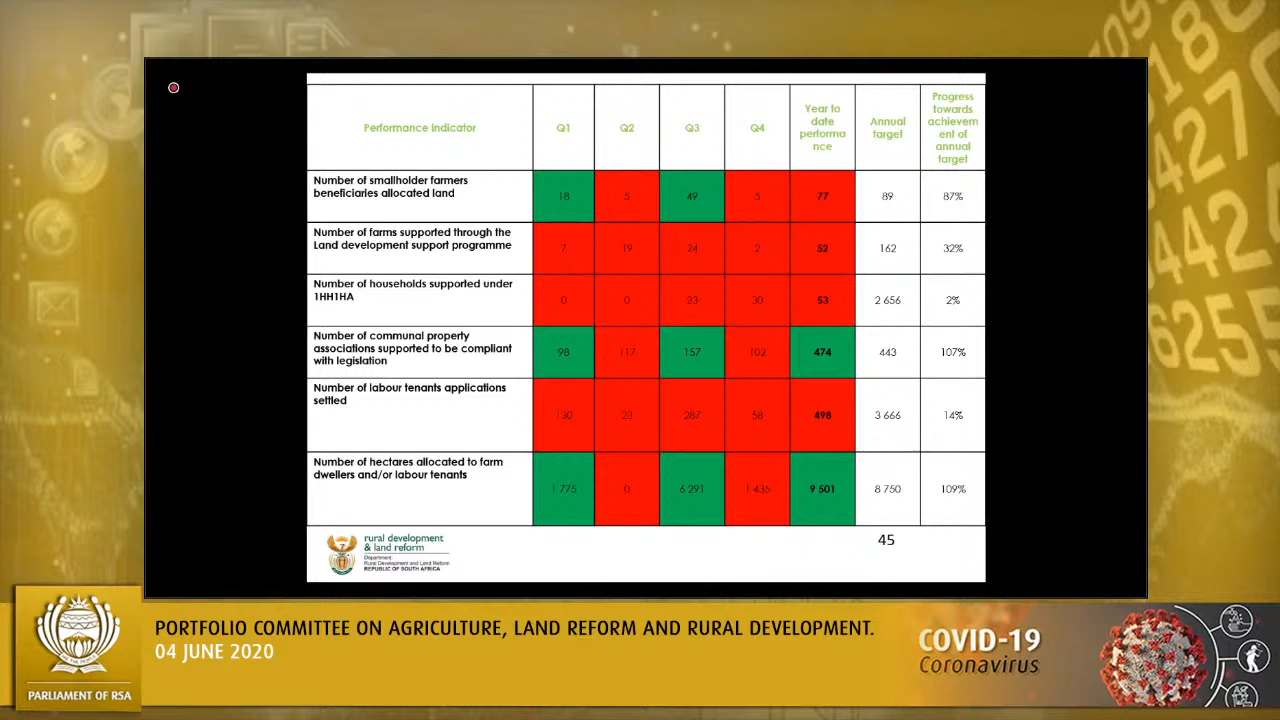 Performance indicator
Q1
Q2
Q3
Q4
Year to
date
performa
nce
Annual
target
Progress
towards
achievem
ent of
annual
target
Number of smallholder farmers
beneficiaries allocated land
18
5
49
5
77
89
87%
Number of farms supported through the
Land development support programme
7
19
24
2
52
162
32%
Number of households supported under
1HH1HA
0
0
23
30
53
2 656
2%
Number of communal property
associations supported to be compliant
with legislation
98
117
157
102
474
443
107%
Number of labour tenants applications
settled
130
23
287
58
498
3 666
14%
Number of hectares allocated to farm
dwellers and/or labour tenants
1 775
0
6 291
1 435
9 501
8 750
109%
rural development
& land reform
Department:
Rural Development and Land Reform
REPUBLIC OF SOUTH AFRICA
45
PORTFOLIO COMMITTEE ON AGRICULTURE, LAND REFORM AND RURAL DEVELOPMENT.
04 JUNE 2020
PARLIAMENT OF RSA
COVID-19
Coronavirus